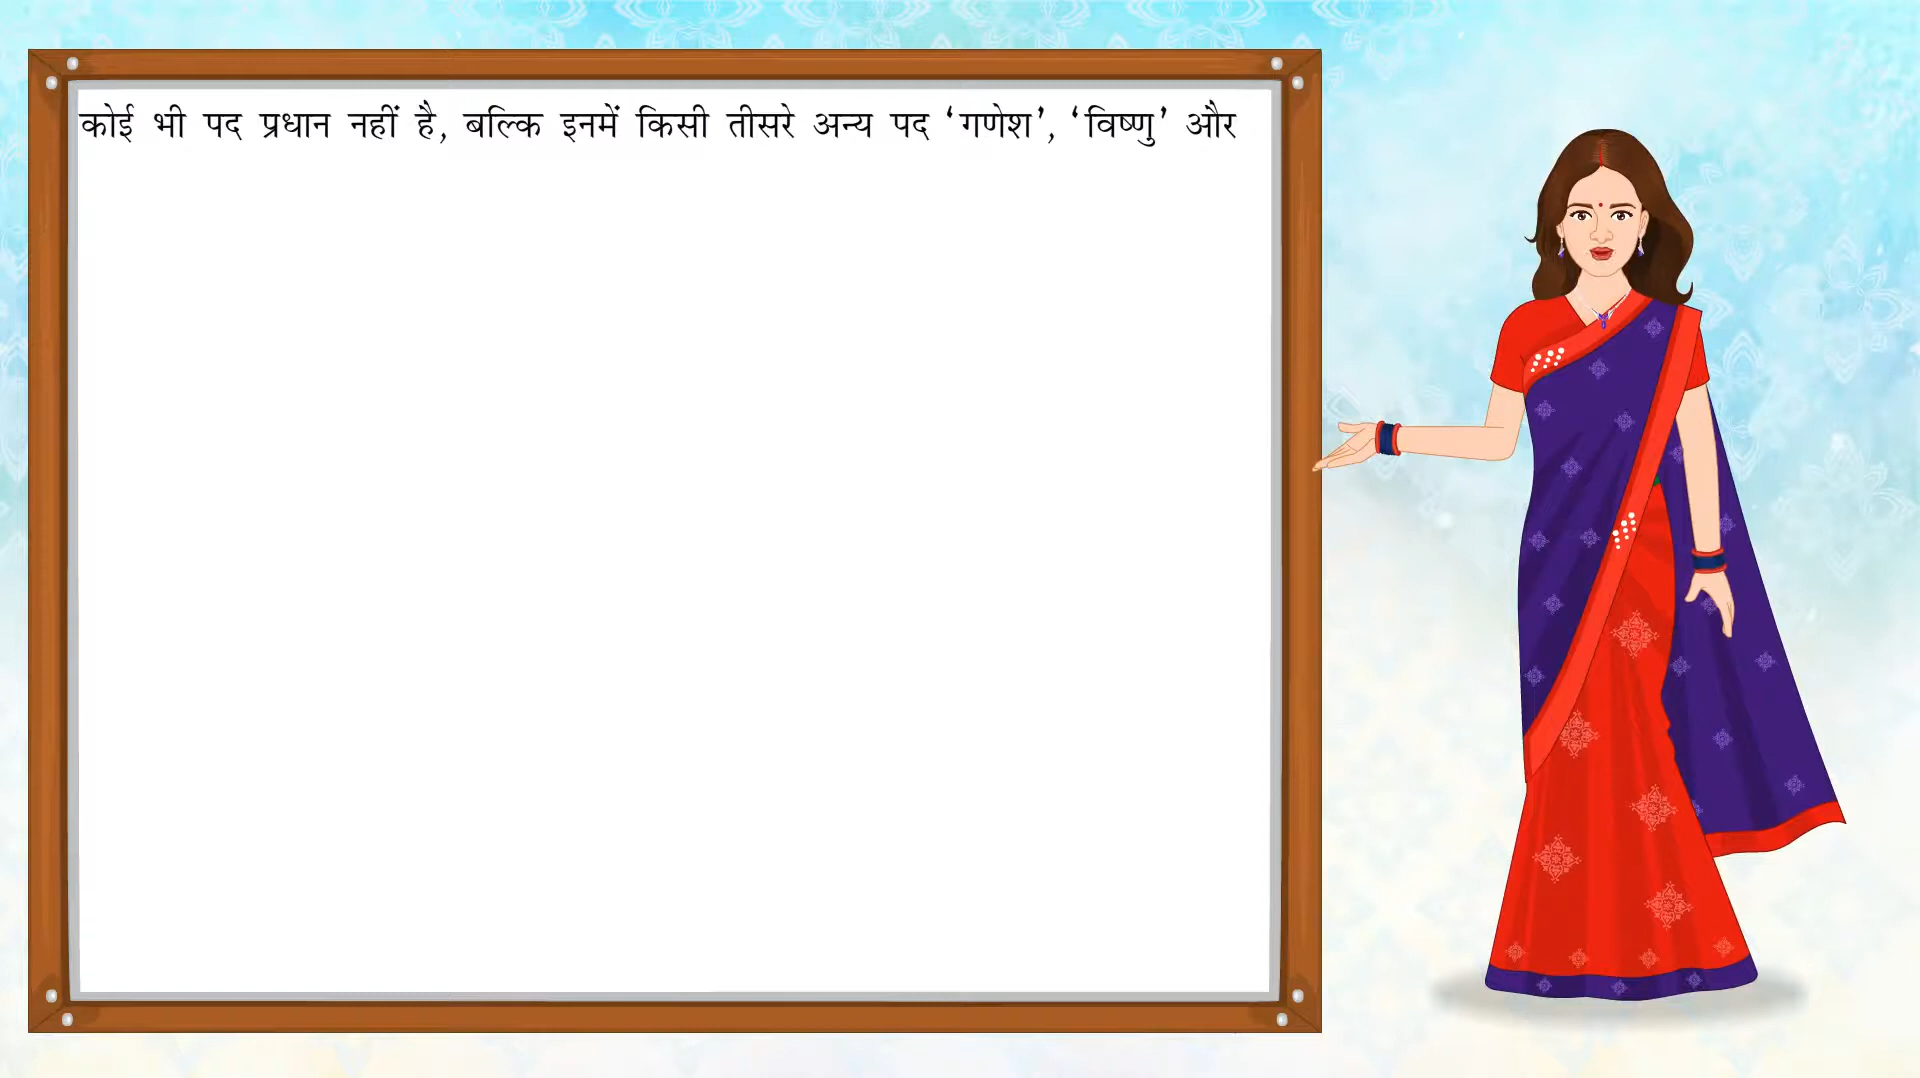 कोई भी पद प्रधान नहीं है, बल्कि इनमें किसी तीसरे अन्य पद ‘गणेश’, ‘विष्णु’ और